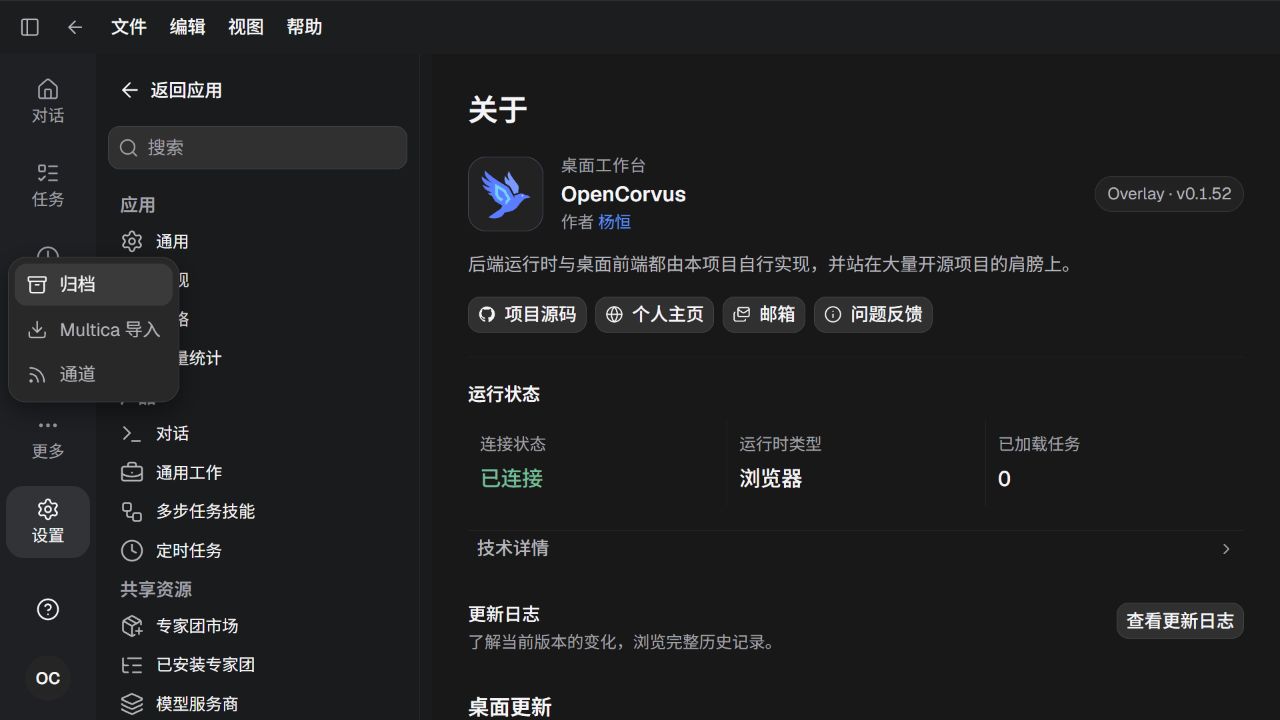 文件 编辑 视图 帮助
对话
任务
更多
设置
OC
归档
Multica 导入
通道
返回应用
搜索
应用
通用
量统计
对话
通用工作
多步任务技能
定时任务
共享资源
专家团市场
已安装专家团
模型服务商
关于
桌面工作台
OpenCorvus
作者 杨恒
Overlay · v0.1.52
后端运行时与桌面前端都由本项目自行实现，并站在大量开源项目的肩膀上。
项目源码 个人主页 邮箱 问题反馈
运行状态
连接状态
已连接
运行时类型
浏览器
已加载任务
0
技术详情
更新日志
了解当前版本的变化，浏览完整历史记录。
查看更新日志
桌面更新